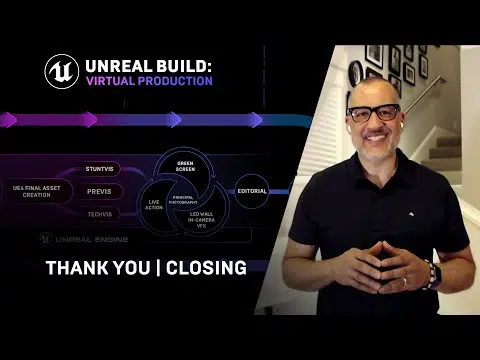 UNREAL BUILD:
VIRTUAL PRODUCTION
STUNTVIS
GREEN
SCREEN
UE4 FINAL ASSET
CREATION
PREVIS
LIVE
ACTION
PRINCIPAL
PHOTOGRAPHY
EDITORIAL
TECHVIS
LED WALL
IN-CAMERA
VFX
UNREAL ENGINE
THANK YOU | CLOSING